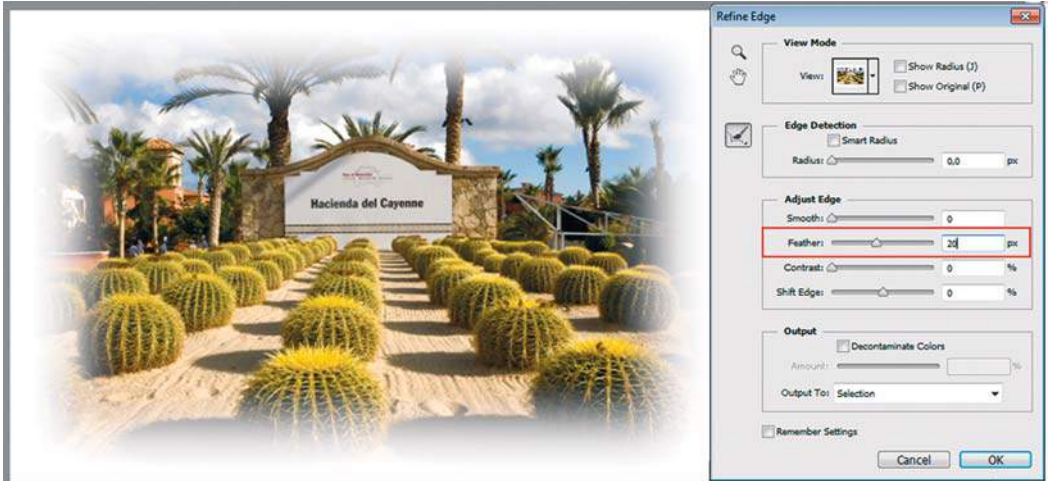 Refine Edge
View Mode
View:
Show Radius (J)
Show Original (P)
Edge Detection
Smart Radius
Radius: 0,0 px
Adjust Edge
Smooth: 0
Feather: 20 px
Contrast: 0 %
Shift Edge: 0 %
Output
Decontaminate Colors
Amount: %
Output To: Selection
Remember Settings
Cancel OK
Hacienda del Cayenne